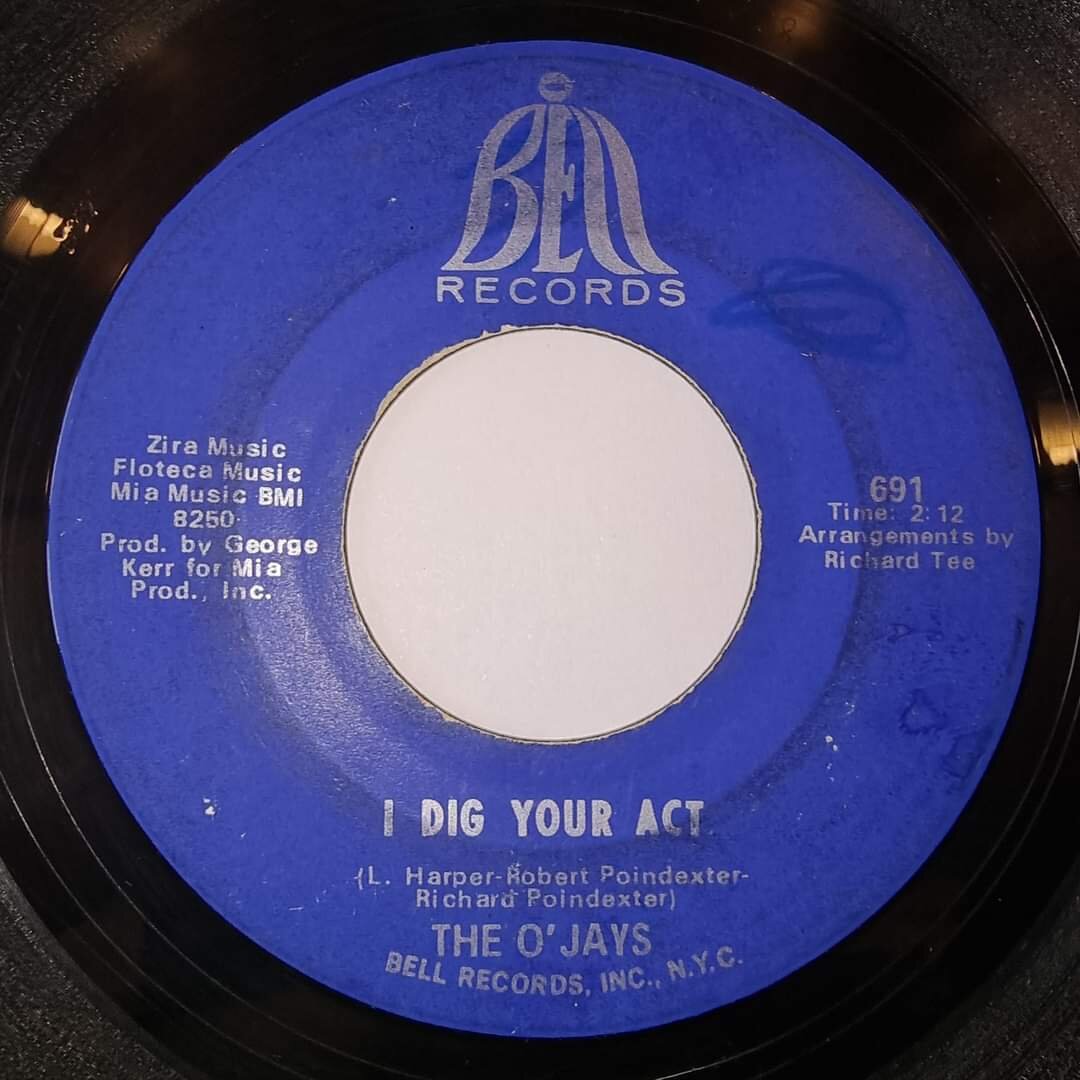 BELL
RECORDS
Zira Music
Floteca Music
Mia Music BMI
8250
Prod. by George
Kerr for Mia
Prod., Inc.
691
Time: 2:12
Arrangements by
Richard Tee
I DIG YOUR ACT
(L. Harper-Robert Poindexter-
Richard Poindexter)
THE O'JAYS
BELL RECORDS, INC., N.Y.C.